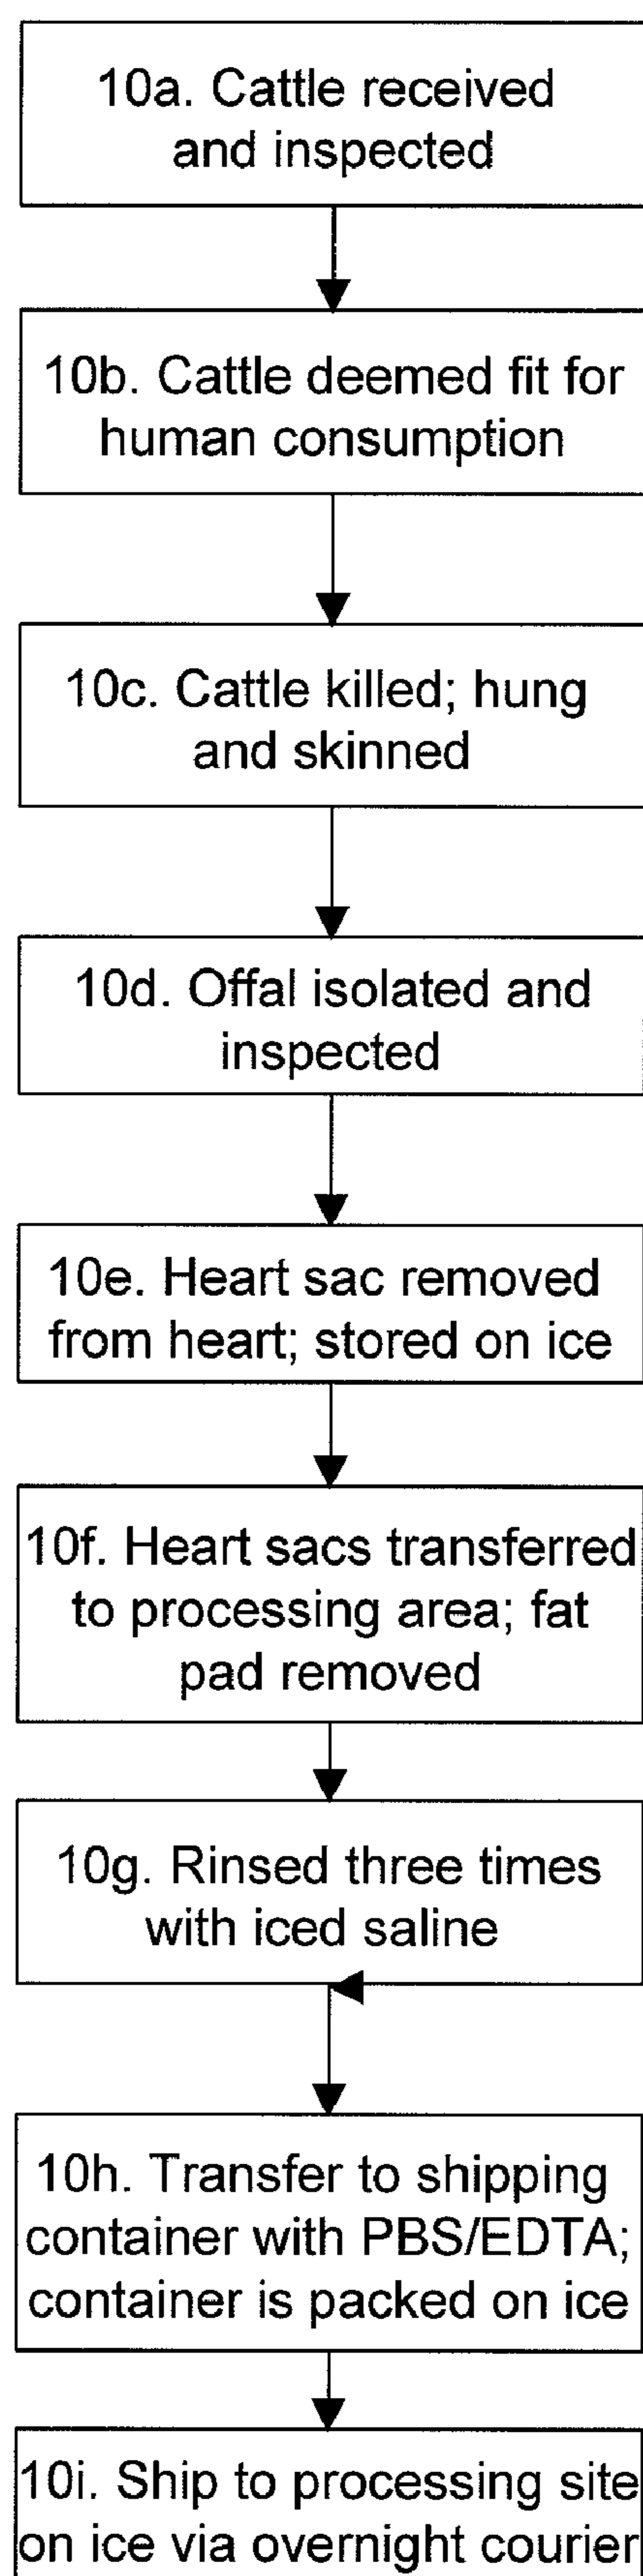 10a. Cattle received
and inspected
10b. Cattle deemed fit for
human consumption
10c. Cattle killed; hung
and skinned
10d. Offal isolated and
inspected
10e. Heart sac removed
from heart; stored on ice
10f. Heart sacs transferred
to processing area; fat
pad removed
10g. Rinsed three times
with iced saline
10h. Transfer to shipping
container with PBS/EDTA;
container is packed on ice
10i. Ship to processing site
on ice via overnight courier